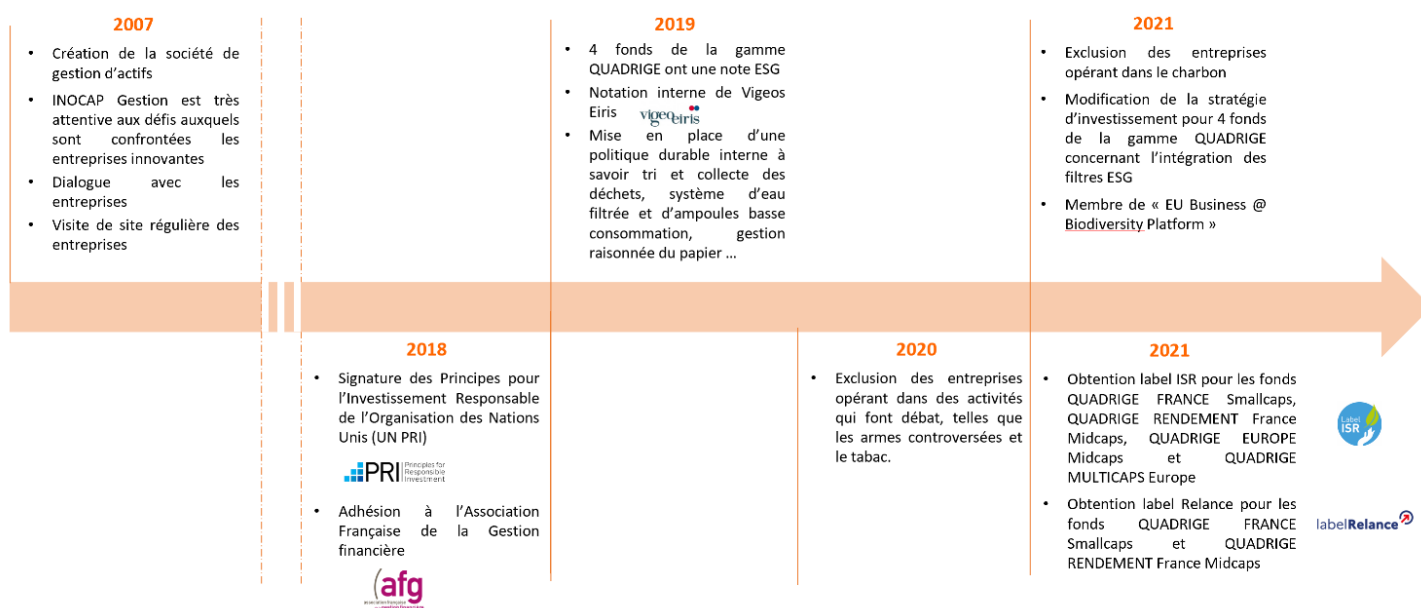 2007
• Création de la société de
gestion d’actifs
• INOCAP Gestion est très
attentive aux défis auxquels
sont confrontées les
entreprises innovantes
• Dialogue avec les
entreprises
• Visite de site régulière des
entreprises
2018
• Signature des Principes pour
l’Investissement Responsable
de l’Organisation des Nations
Unis (UN PRI)
PRI Principles for
Responsible
Investment
• Adhésion à l’Association
Française de la Gestion
financière
afg
association française
2019
• 4 fonds de la gamme
QUADRIGE ont une note ESG
• Notation interne de Vigeos
Eiris vigeoeiris
• Mise en place d’une
politique durable interne à
savoir tri et collecte des
déchets, système d’eau
filtrée et d’ampoules basse
consommation, gestion
raisonnée du papier ...
2020
• Exclusion des entreprises
opérant dans des activités
qui font débat, telles que
les armes controversées et
le tabac.
2021
• Exclusion des entreprises
opérant dans le charbon
• Modification de la stratégie
d’investissement pour 4 fonds
de la gamme QUADRIGE
concernant l’intégration des
filtres ESG
• Membre de « EU Business @
Biodiversity Platform »
2021
• Obtention label ISR pour les fonds
QUADRIGE FRANCE Smallcaps,
QUADRIGE RENDEMENT France
Midcaps, QUADRIGE EUROPE
Midcaps et QUADRIGE
MULTICAPS Europe
Label
ISR
• Obtention label Relance pour les
fonds QUADRIGE FRANCE
Smallcaps et QUADRIGE
RENDEMENT France Midcaps
labelRelance